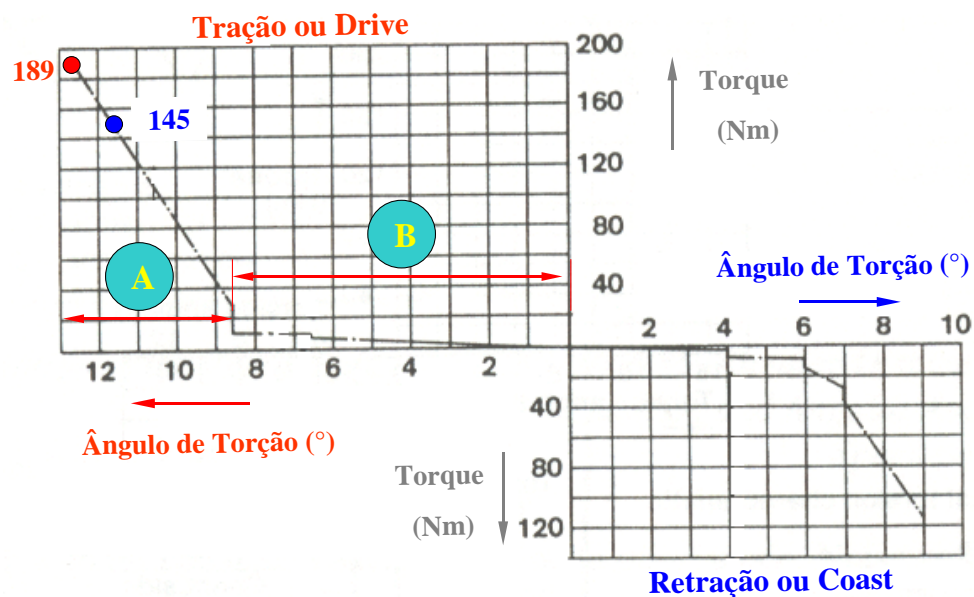 Tração ou Drive
200
189
Torque
160
145
(Nm)
120
B
80
A
Ângulo de Torção (°)
40
2 4 6 8 10
12 10 8 6 4 2
40
Ângulo de Torção (°)
Torque
80
(Nm)
120
Retração ou Coast